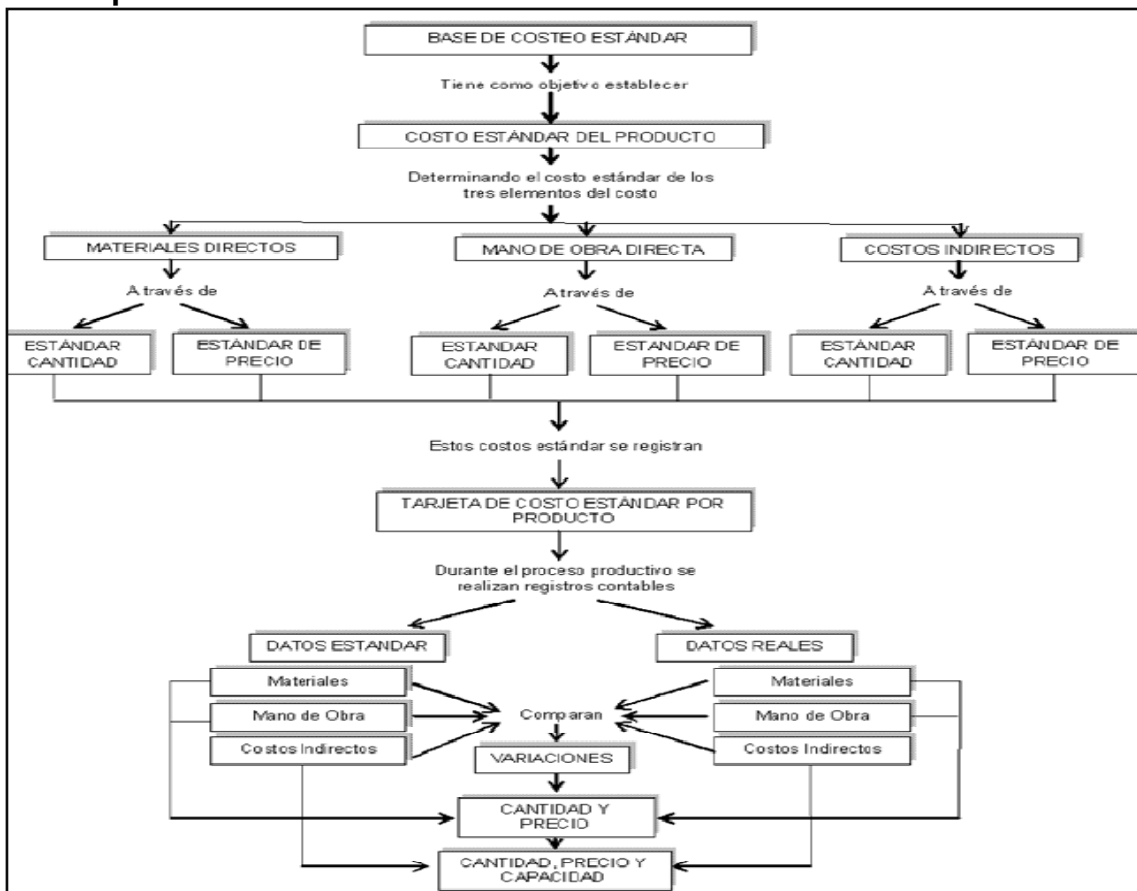 BASE DE COSTEO ESTÁNDAR
Tiene como objetivo establecer
COSTO ESTÁNDAR DEL PRODUCTO
Determinando el costo estándar de los
tres elementos del costo
MATERIALES DIRECTOS
MANO DE OBRA DIRECTA
COSTOS INDIRECTOS
A través de
A través de
A través de
ESTÁNDAR
CANTIDAD
ESTÁNDAR DE
PRECIO
ESTANDAR
CANTIDAD
ESTANDAR DE
PRECIO
ESTÁNDAR
CANTIDAD
ESTÁNDAR DE
PRECIO
Estos costos estándar se registran
TARJETA DE COSTO ESTÁNDAR POR
PRODUCTO
Durante el proceso productivo se
realizan registros contables
DATOS ESTANDAR
DATOS REALES
Materiales
Materiales
Mano de Obra
Comparan
Mano de Obra
Costos Indirectos
Costos Indirectos
VARIACIONES
CANTIDAD Y
PRECIO
CANTIDAD, PRECIO Y
CAPACIDAD